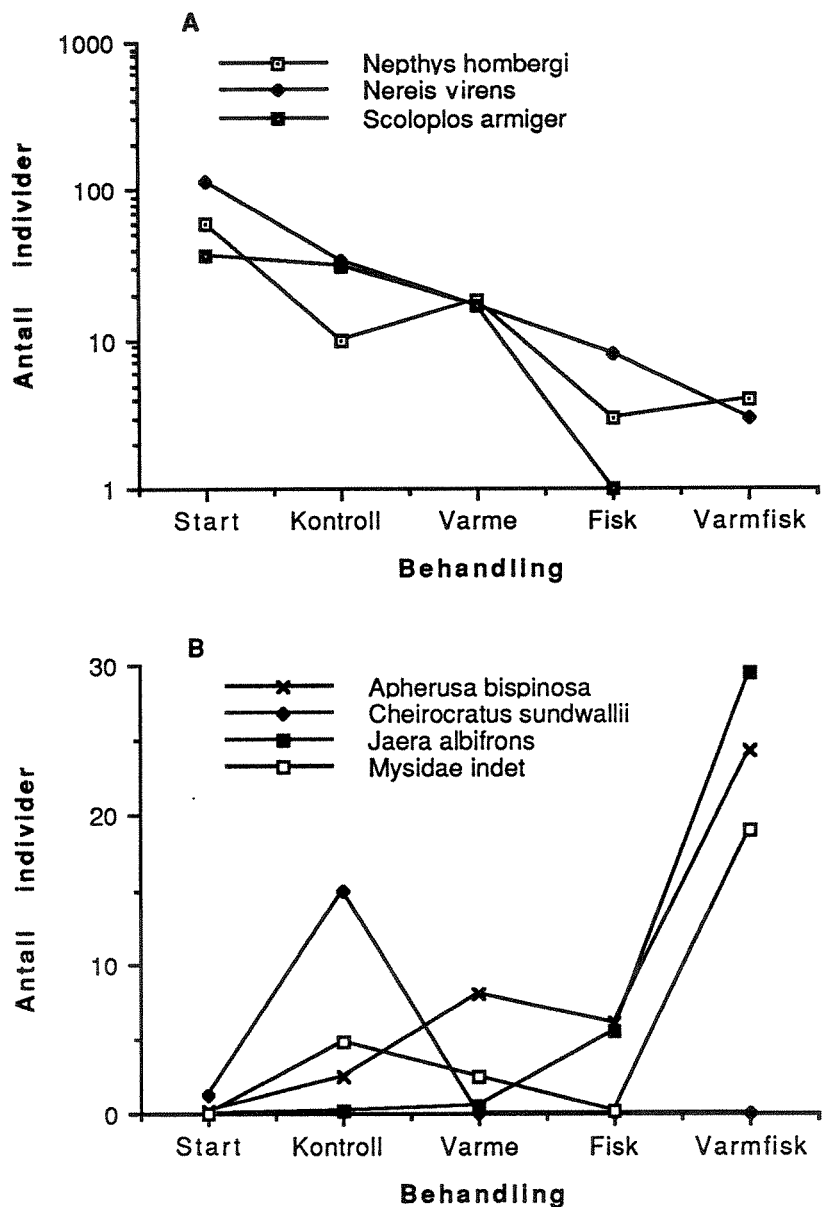 A
Nepthys hombergi
Nereis virens
Scoloplos armiger
Antall individer
1000
100
10
1
Start Kontroll Varme Fisk Varmfisk
Behandling
B
Apherusa bispinosa
Cheirocratus sundwallii
Jaera albifrons
Mysidae indet
Antall individer
30
20
10
0
Start Kontroll Varme Fisk Varmfisk
Behandling